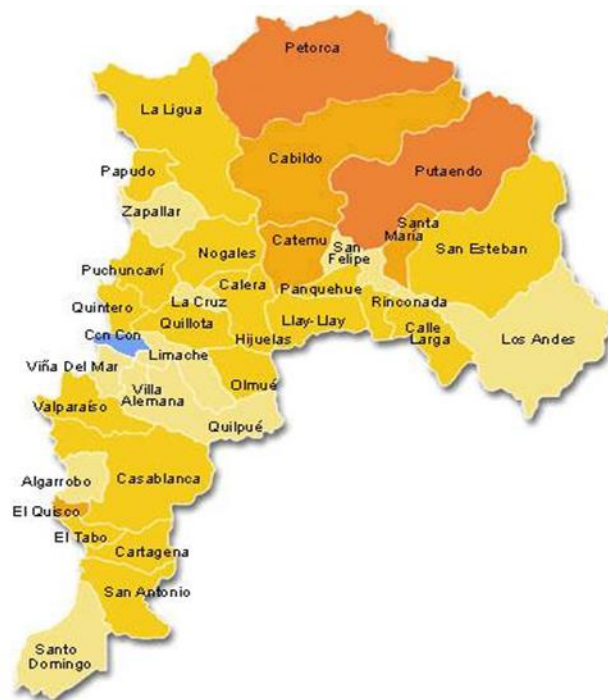 Petorca
La Ligua
Cabildo
Papudo
Putaendo
Zapallar
Santa
María
Nogales
Catemu
San
Felipe
San Esteban
Puchuncaví
Calera
Panquehue
La Cruz
Rinconada
Quintero
Quillota
Llay-Llay
Calle
Larga
Con Con
Hijuelas
Los Andes
Limache
Viña Del Mar
Villa
Alemana
Olmué
Valparaíso
Quilpué
Algarrobo
Casablanca
El Quisco
El Tabo
Cartagena
San Antonio
Santo
Domingo